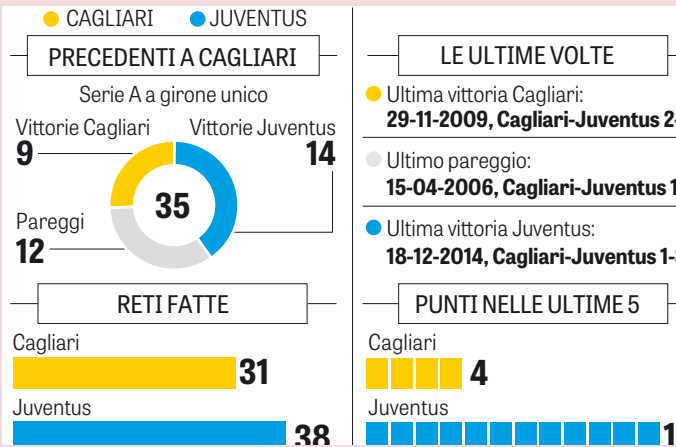 CAGLIARI JUVENTUS
PRECEDENTI A CAGLIARI
Serie A a girone unico
Vittorie Cagliari Vittorie Juventus
9 14
35
Pareggi
12
RETI FATTE
Cagliari
31
Juventus
38
LE ULTIME VOLTE
Ultima vittoria Cagliari:
29-11-2009, Cagliari-Juventus 2-
Ultimo pareggio:
15-04-2006, Cagliari-Juventus 1
Ultima vittoria Juventus:
18-12-2014, Cagliari-Juventus 1-
PUNTI NELLE ULTIME 5
Cagliari
4
Juventus
1